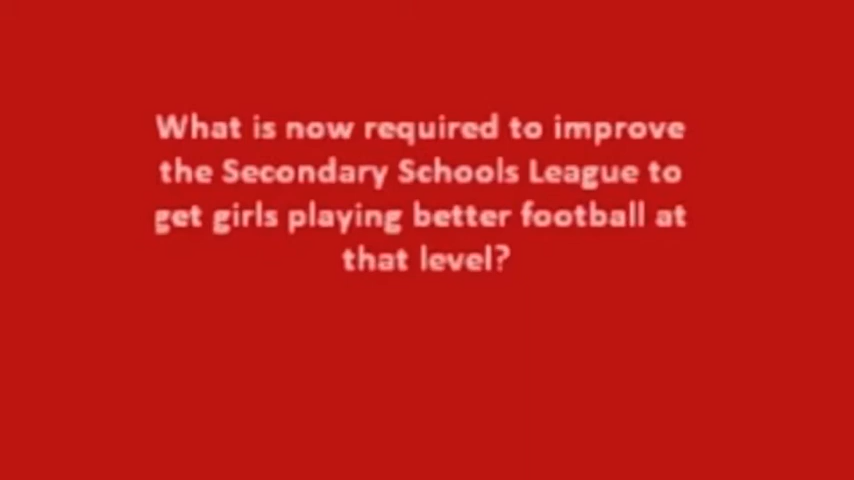 What is now required to improve
the Secondary Schools League to
get girls playing better football at
that level?